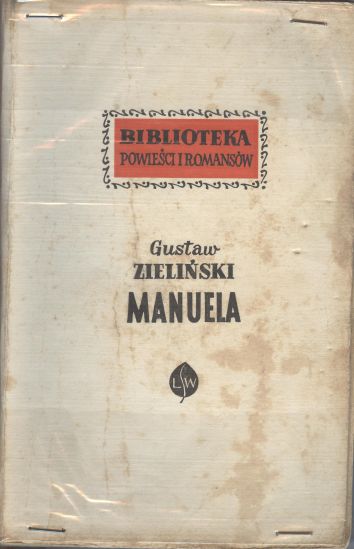 BIBLIOTEKA
POWIEŚCI I ROMANSÓW
Gustaw
ZIELIŃSKI
MANUELA
LSW